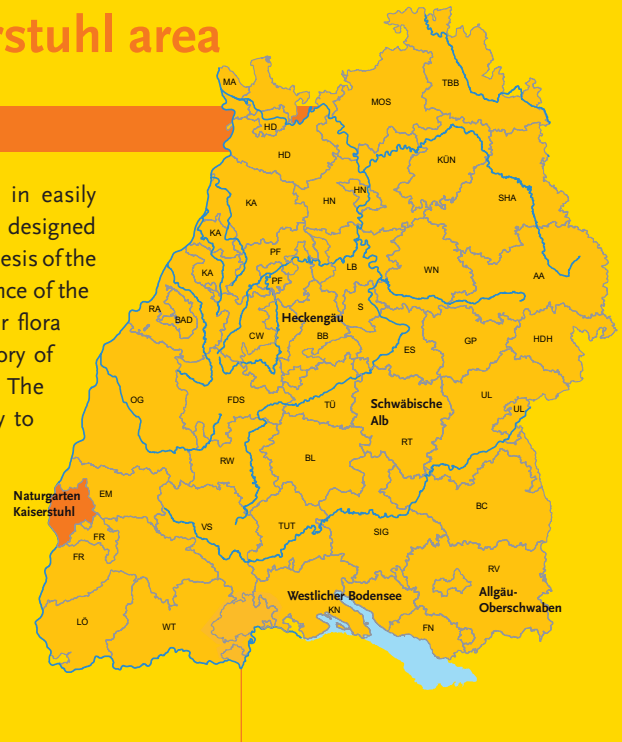 rstuhl area
in easily
designed
esis of the
nce of the
r flora
ory of
The
y to
MA
TBB
MOS
HD
HD
KÜN
HN
HN
SHA
KA
KA
PF
LB
WN
AA
KA
PF
RA
BAD
S
Heckengäu
CW
BB
ES
GP
HDH
OG
FDS
TÜ
Schwäbische
Alb
UL
UL
RT
RW
BL
Naturgarten
Kaiserstuhl
EM
BC
FR
VS
TUT
SIG
FR
RV
Westlicher Bodensee
Allgäu-
Oberschwaben
KN
LÖ
WT
FN